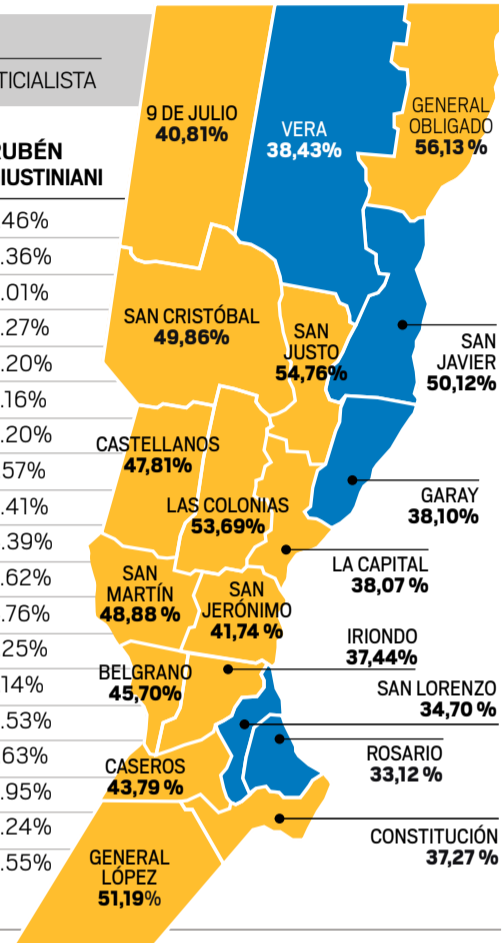 TICIALISTA
RUBÉN
IUSTINIANI
46%
.36%
.01%
.27%
.20%
.16%
.20%
57%
.41%
.39%
.62%
.76%
25%
14%
.53%
63%
.95%
.24%
.55%
9 DE JULIO
40,81%
VERA
38,43%
GENERAL
OBLIGADO
56,13 %
SAN CRISTÓBAL
49,86%
SAN
JUSTO
54,76%
SAN
JAVIER
50,12%
CASTELLANOS
47,81%
LAS COLONIAS
53,69%
GARAY
38,10%
LA CAPITAL
38,07 %
SAN
MARTÍN
48,88 %
SAN
JERÓNIMO
41,74 %
IRIONDO
37,44%
BELGRANO
45,70%
SAN LORENZO
34,70 %
ROSARIO
33,12 %
CASEROS
43,79 %
CONSTITUCIÓN
37,27 %
GENERAL
LÓPEZ
51,19%